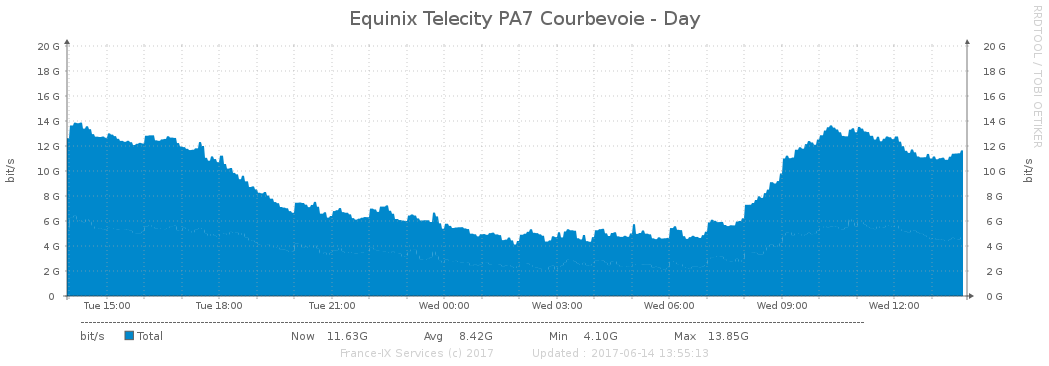 Equinix Telecity PA7 Courbevoie - Day
RRDTOOL / TOBI OETIKER
20 G 20 G
18 G 18 G
16 G 16 G
14 G 14 G
12 G 12 G
10 G 10 G
8 G 8 G
6 G 6 G
4 G 4 G
2 G 2 G
0 0 G
bit/s bit/s
Tue 15:00 Tue 18:00 Tue 21:00 Wed 00:00 Wed 03:00 Wed 06:00 Wed 09:00 Wed 12:00
bit/s Total Now 11.63G Avg 8.42G Min 4.10G Max 13.85G
France-IX Services (c) 2017 Updated : 2017-06-14 13:55:13